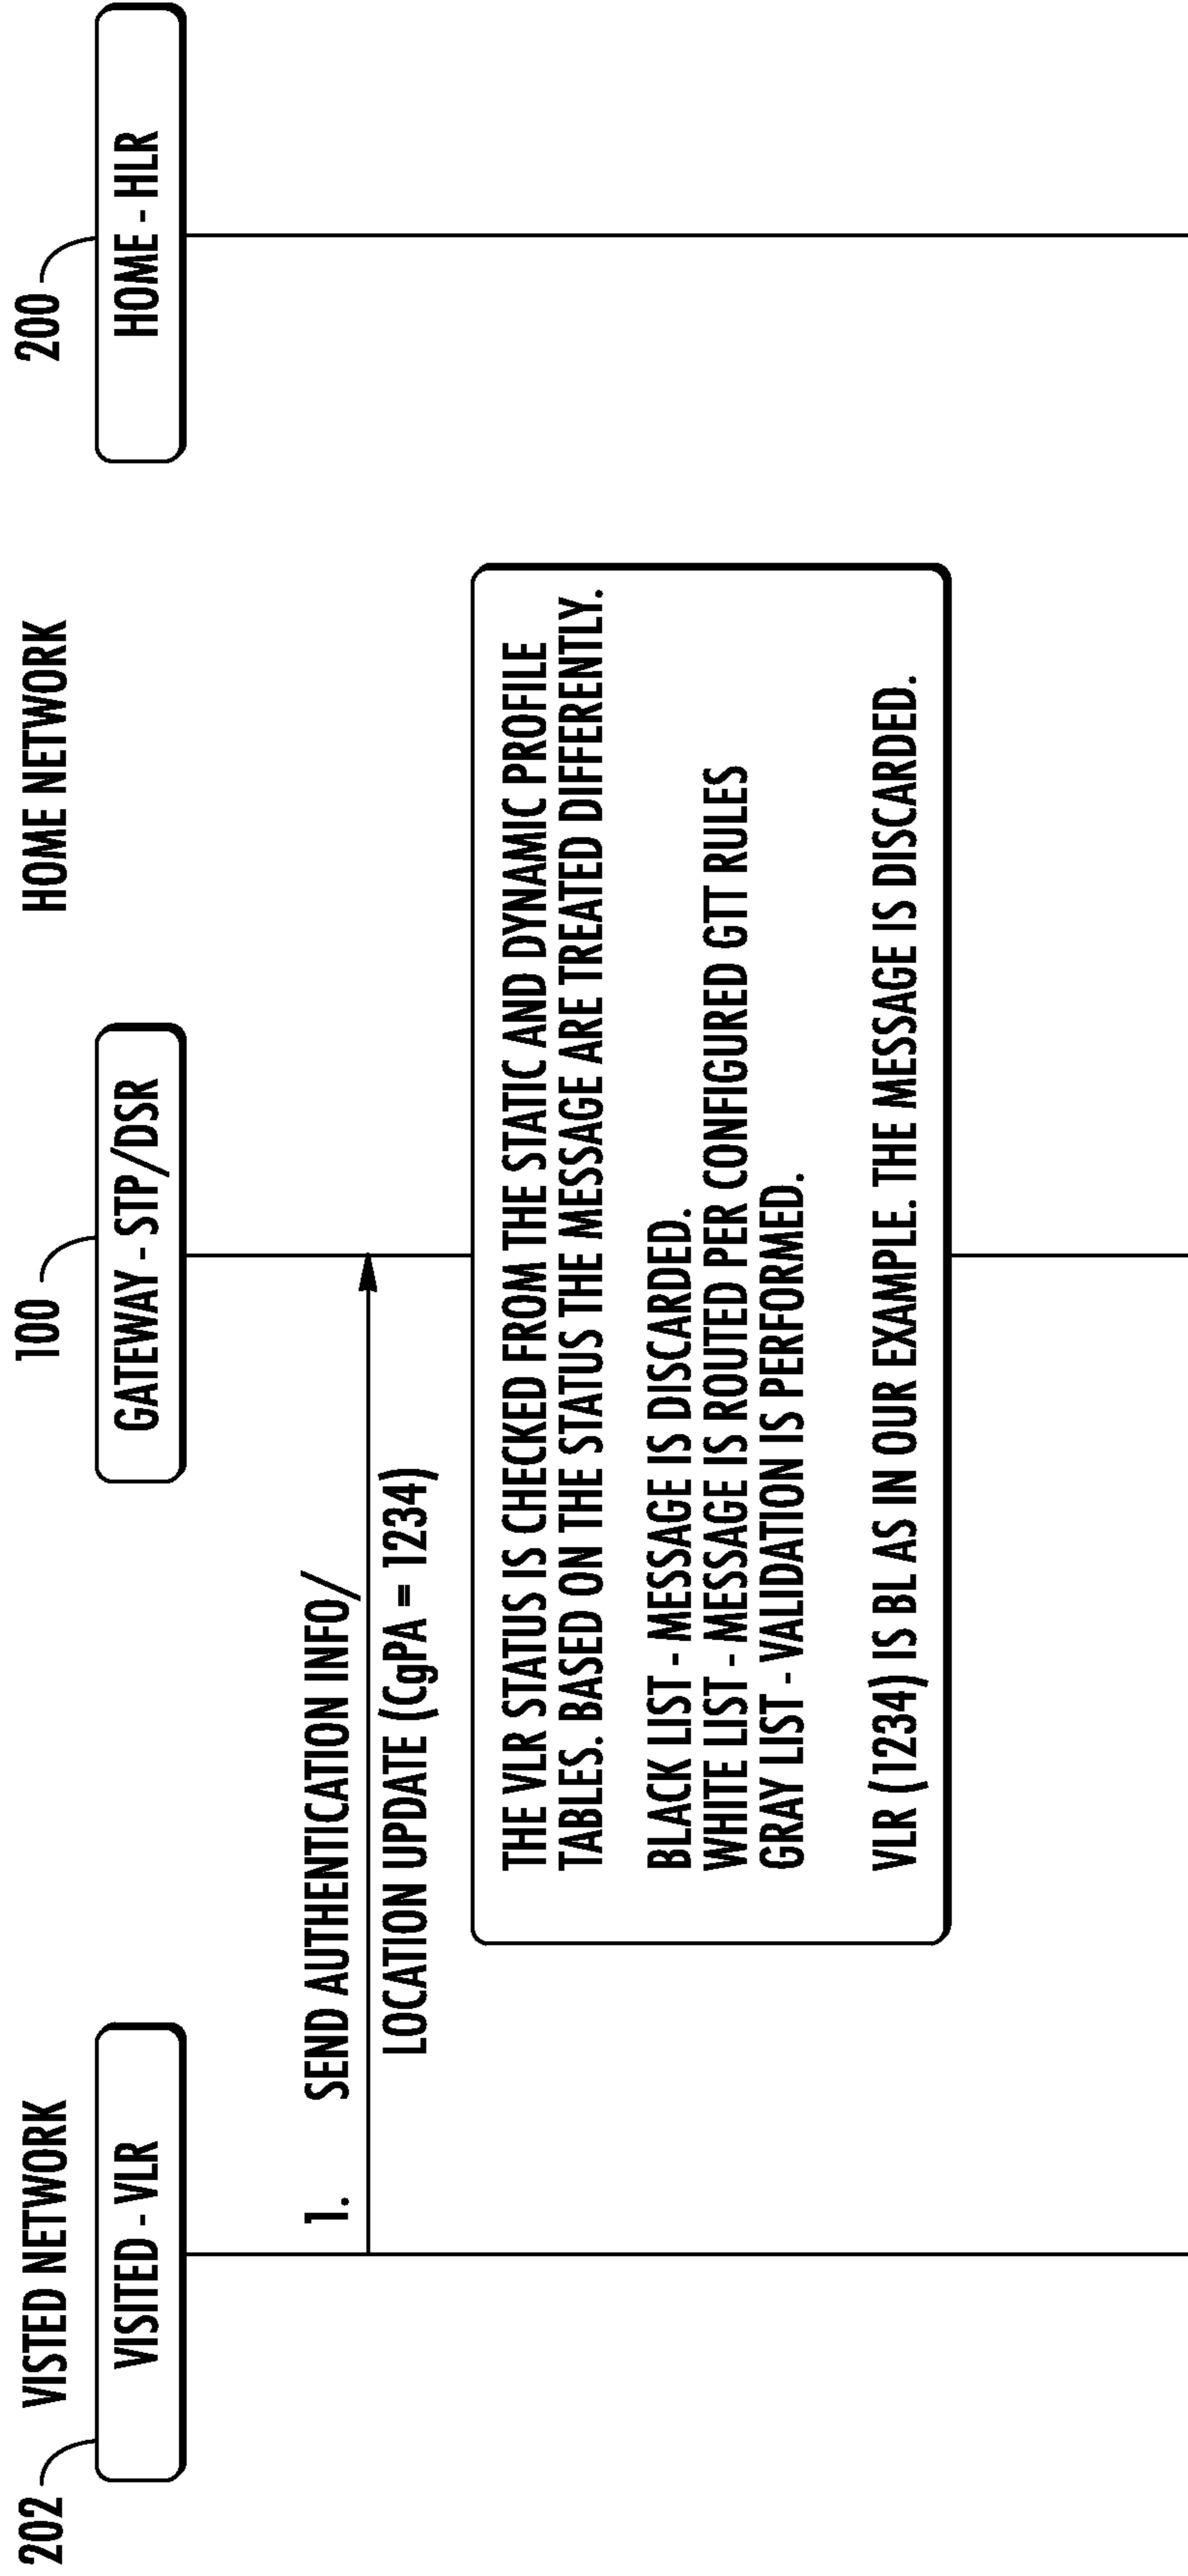 VISTED NETWORK
HOME NETWORK
202
100
200
VISITED - VLR
GATEWAY - STP/DSR
HOME - HLR
1. SEND AUTHENTICATION INFO/
LOCATION UPDATE (CgPA = 1234)
THE VLR STATUS IS CHECKED FROM THE STATIC AND DYNAMIC PROFILE
TABLES. BASED ON THE STATUS THE MESSAGE ARE TREATED DIFFERENTLY.
BLACK LIST - MESSAGE IS DISCARDED.
WHITE LIST - MESSAGE IS ROUTED PER CONFIGURED GTT RULES
GRAY LIST - VALIDATION IS PERFORMED.
VLR (1234) IS BL AS IN OUR EXAMPLE. THE MESSAGE IS DISCARDED.